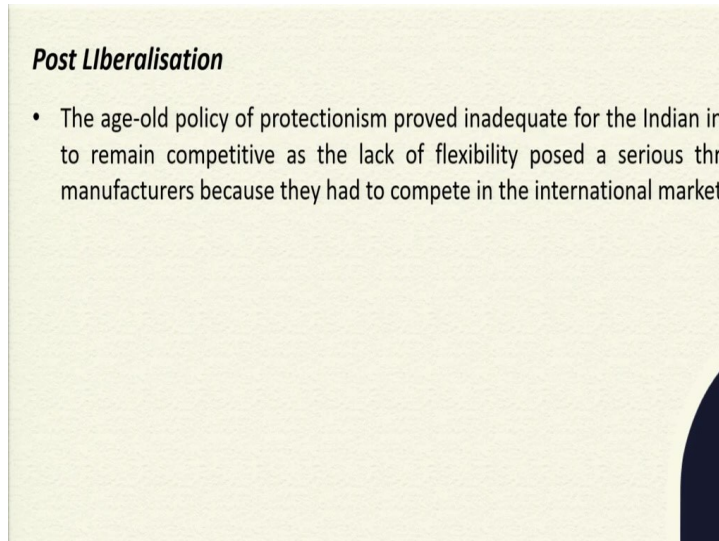 Post LIberalisation
• The age-old policy of protectionism proved inadequate for the Indian
to remain competitive as the lack of flexibility posed a serious
manufacturers because they had to compete in the international market